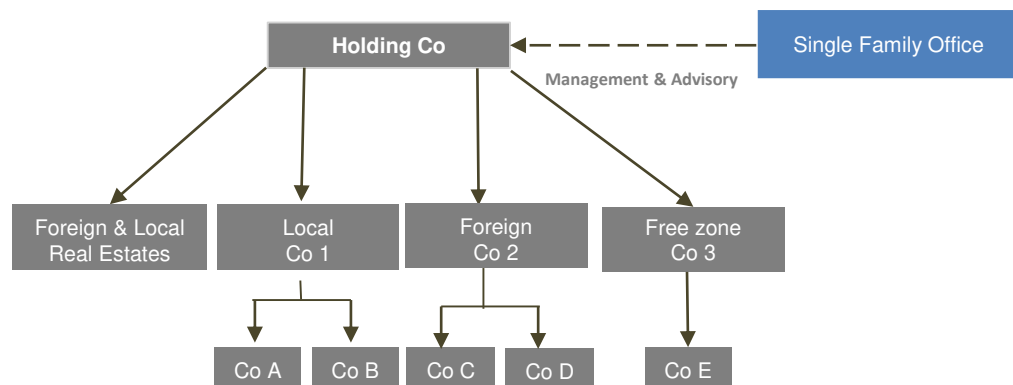 Holding Co
Single Family Office
Management & Advisory
Foreign & Local
Real Estates
Local
Co 1
Foreign
Co 2
Free zone
Co 3
Co A
Co B
Co C
Co D
Co E